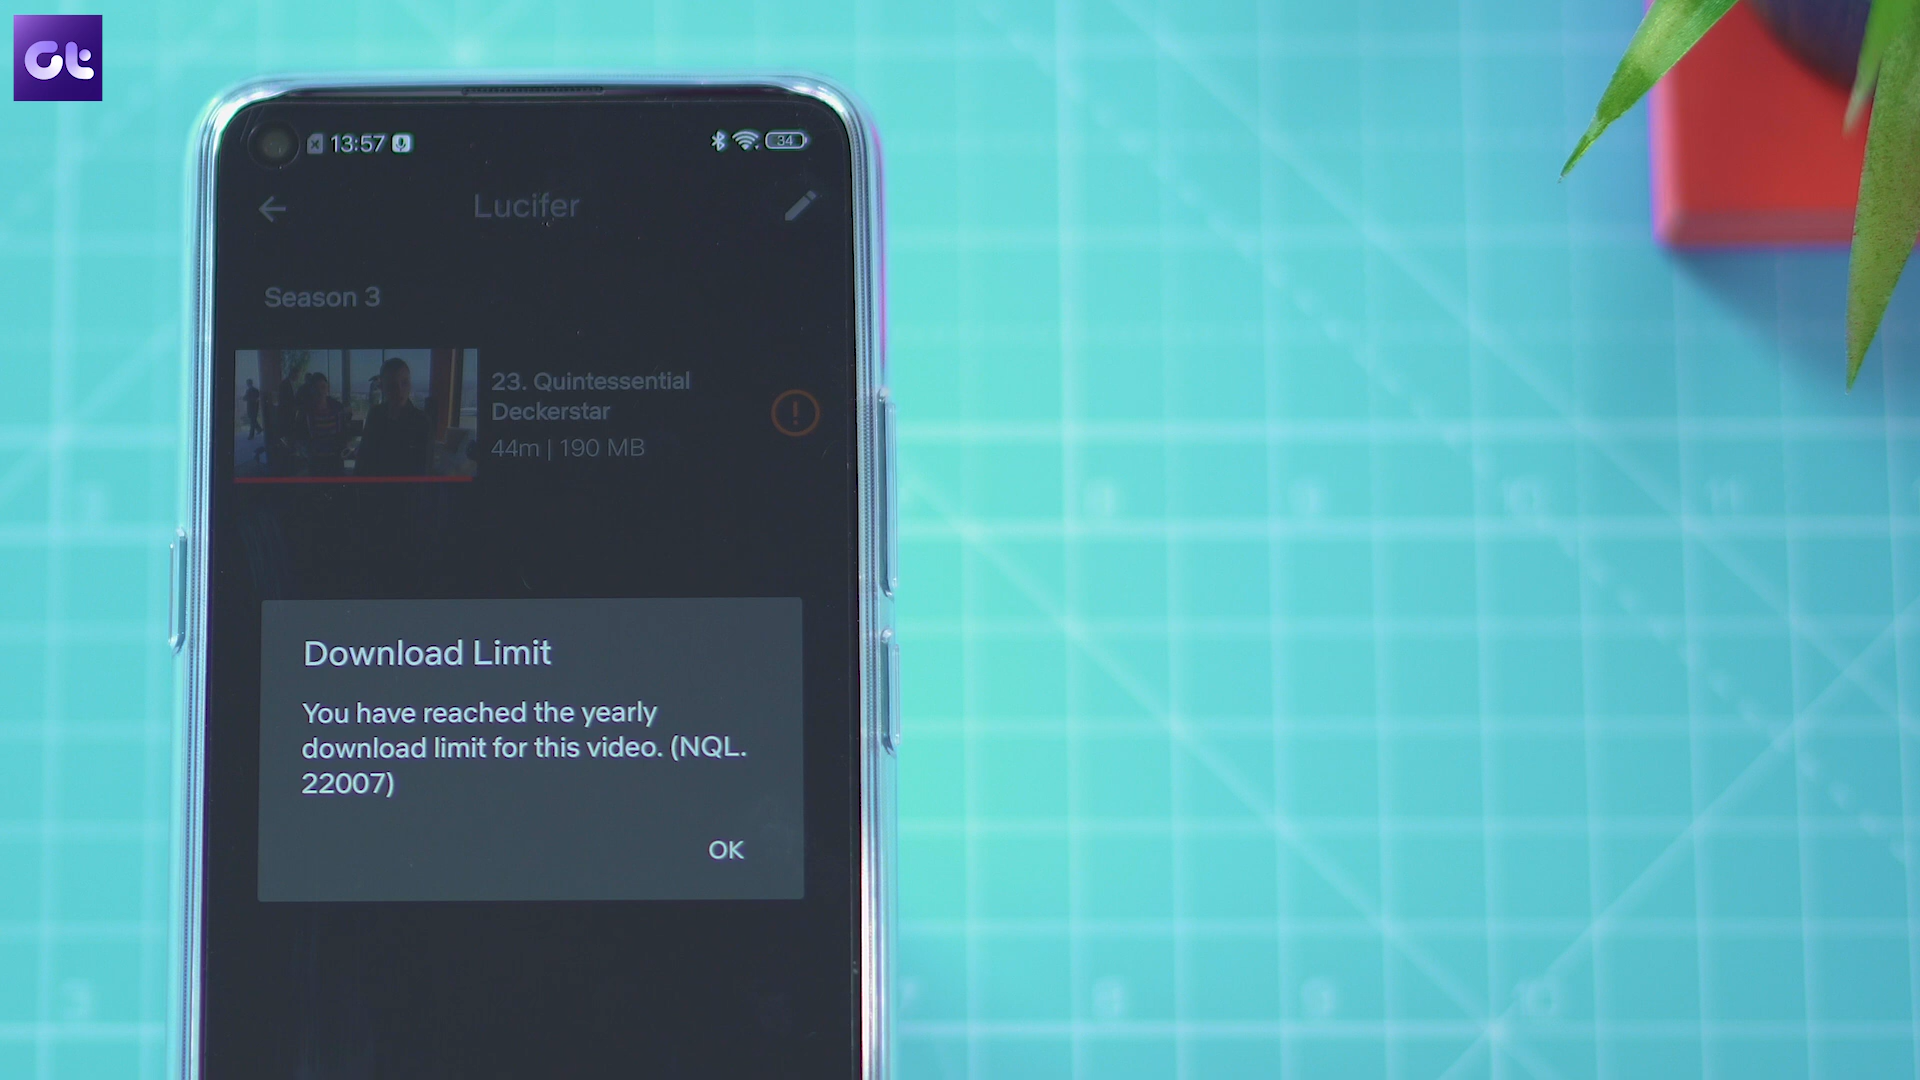 Gt
13:57
34
Lucifer
Season 3
23. Quintessential
Deckerstar
44m | 190 MB
Download Limit
You have reached the yearly
download limit for this video. (NQL.
22007)
OK